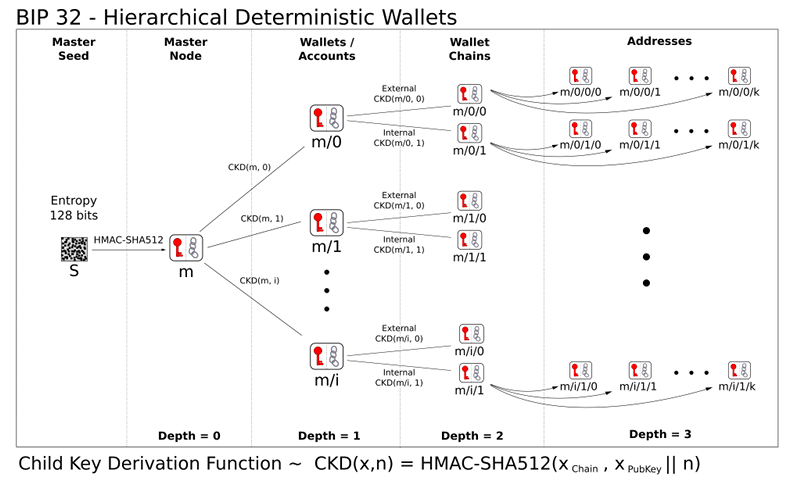 BIP 32 - Hierarchical Deterministic Wallets
Master
Seed
Master
Node
Wallets /
Accounts
Wallet
Chains
Addresses
Entropy
128 bits
S
HMAC-SHA512
m
CKD(m, 0)
CKD(m, 1)
CKD(m, i)
m/0
m/1
m/i
External
CKD(m/0, 0)
Internal
CKD(m/0, 1)
External
CKD(m/1, 0)
Internal
CKD(m/1, 1)
External
CKD(m/i, 0)
Internal
CKD(m/i, 1)
m/0/0
m/0/1
m/1/0
m/1/1
m/i/0
m/i/1
m/0/0/0 m/0/0/1 • • • m/0/0/k
m/0/1/0 m/0/1/1 • • • m/0/1/k
m/i/1/0 m/i/1/1 • • • m/i/1/k
Depth = 0
Depth = 1
Depth = 2
Depth = 3
Child Key Derivation Function ~ CKD(x,n) = HMAC-SHA512(x Chain , x PubKey || n)